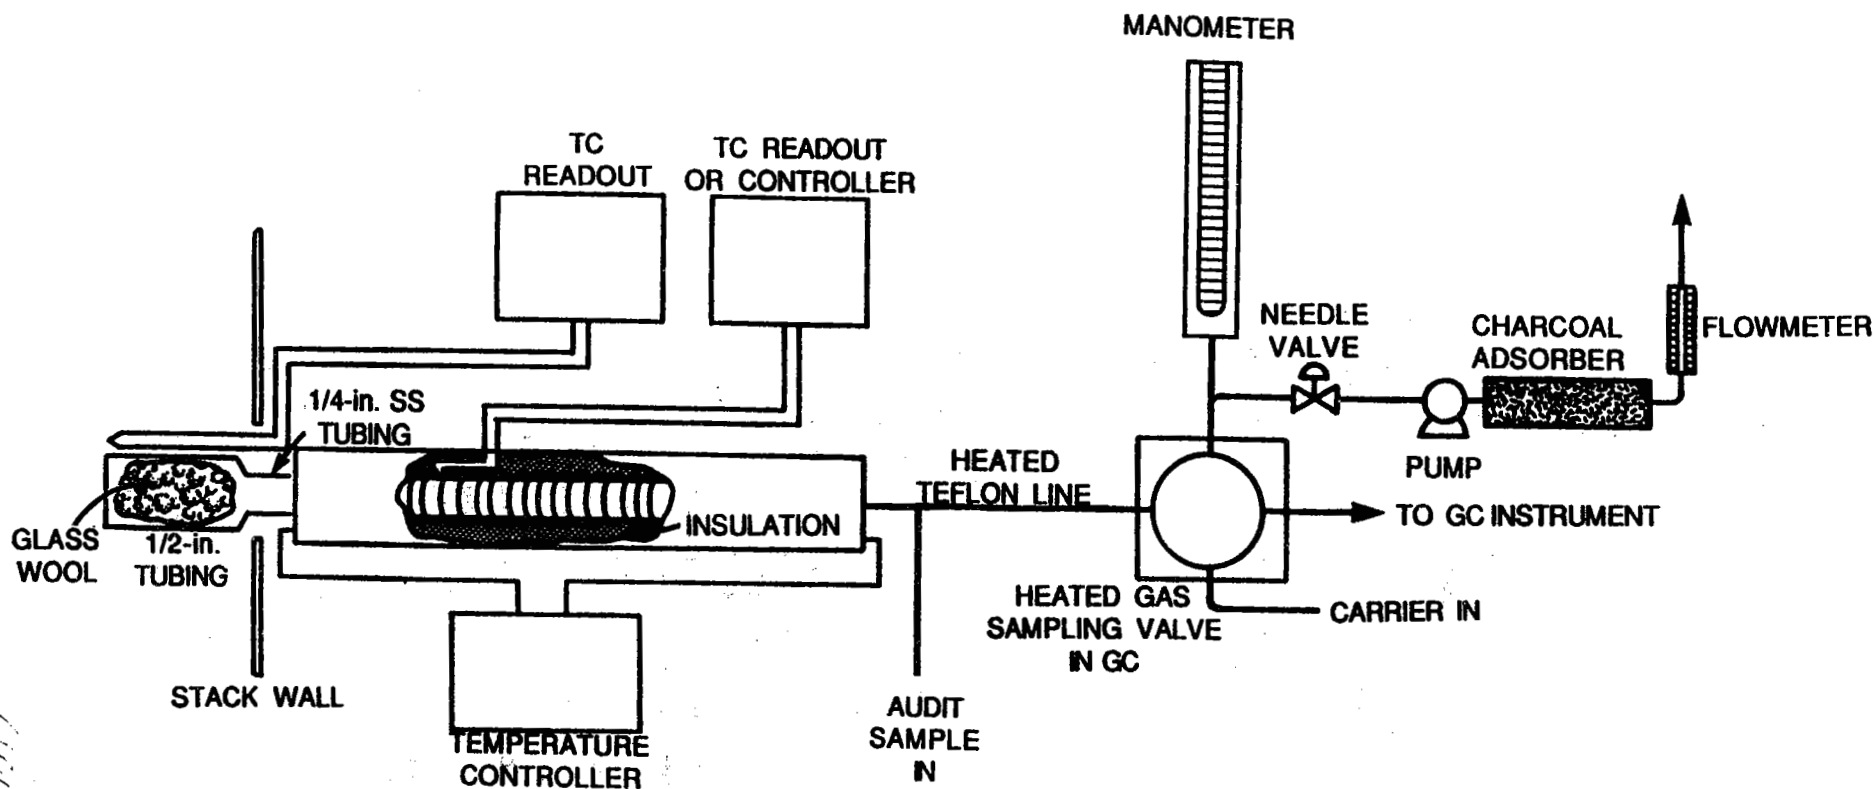 MANOMETER
TC
READOUT
TC READOUT
OR CONTROLLER
NEEDLE
VALVE
CHARCOAL
ADSORBER
FLOWMETER
1/4-in. SS
TUBING
PUMP
HEATED
TEFLON LINE
TO GC INSTRUMENT
INSULATION
GLASS
WOOL
1/2-in.
TUBING
HEATED GAS
SAMPLING VALVE
IN GC
CARRIER IN
STACK WALL
AUDIT
SAMPLE
IN
TEMPERATURE
CONTROLLER